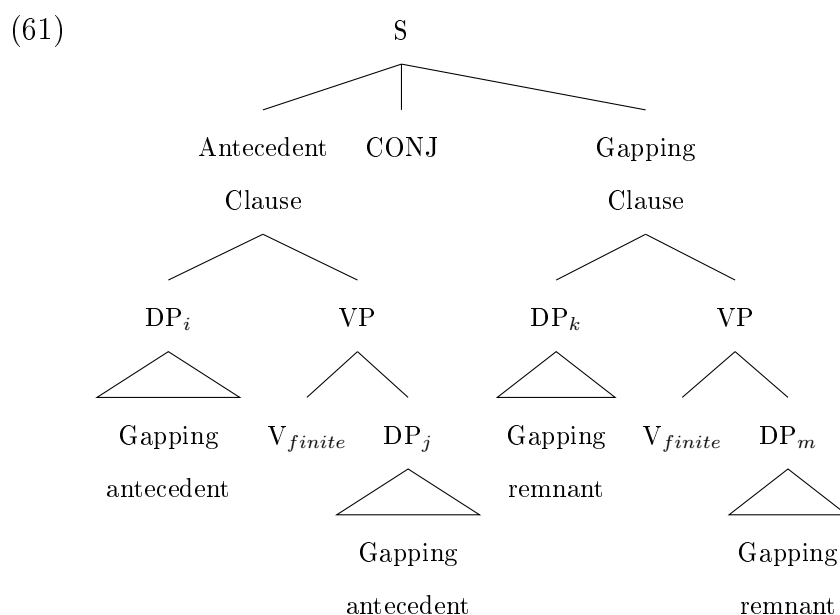 (61) S
Antecedent CONJ Gapping
Clause Clause
DP_i VP DP_k VP
Gapping V_finite DP_j Gapping V_finite DP_m
antecedent remnant
Gapping Gapping
antecedent remnant